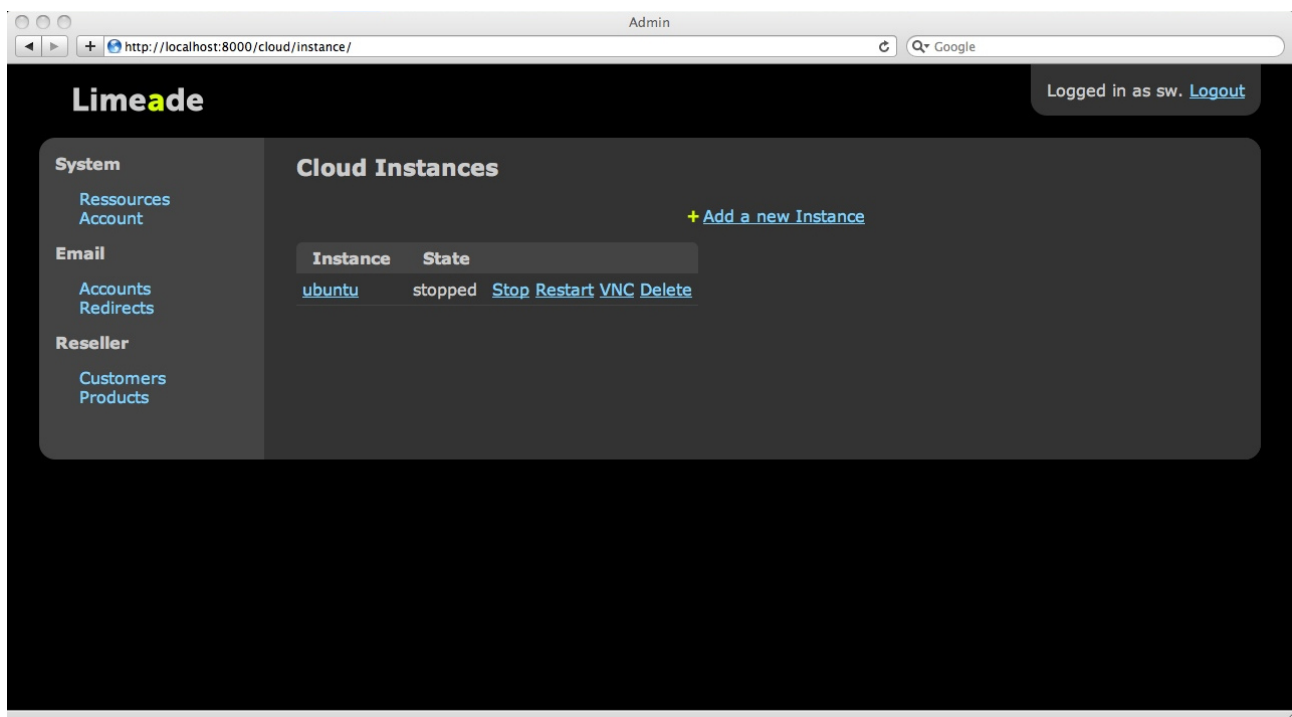 Admin
http://localhost:8000/cloud/instance/
Google
Limeade
Logged in as sw. Logout
System
Ressources
Account
Email
Accounts
Redirects
Reseller
Customers
Products
Cloud Instances
+ Add a new Instance
Instance State
ubuntu stopped Stop Restart VNC Delete